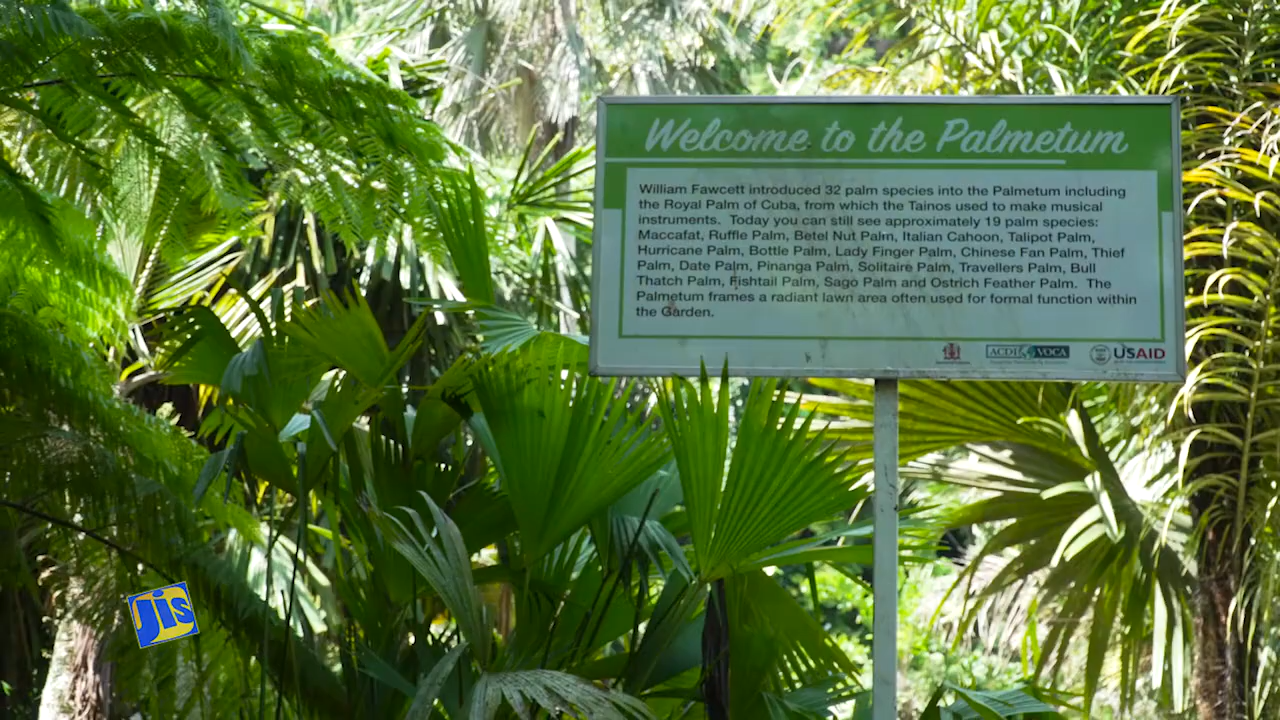 Welcome to the Palmetum
William Fawcett introduced 32 palm species into the Palmetum including
the Royal Palm of Cuba, from which the Tainos used to make musical
instruments. Today you can still see approximately 19 palm species:
Maccafat, Ruffle Palm, Betel Nut Palm, Italian Cahoon, Talipot Palm,
Hurricane Palm, Bottle Palm, Lady Finger Palm, Chinese Fan Palm, Thief
Palm, Date Palm, Pinanga Palm, Solitaire Palm, Travellers Palm, Bull
Thatch Palm, Fishtail Palm, Sago Palm and Ostrich Feather Palm. The
Palmetum frames a radiant lawn area often used for formal function within
the Garden.
ACDI VOCA
USAID
jis